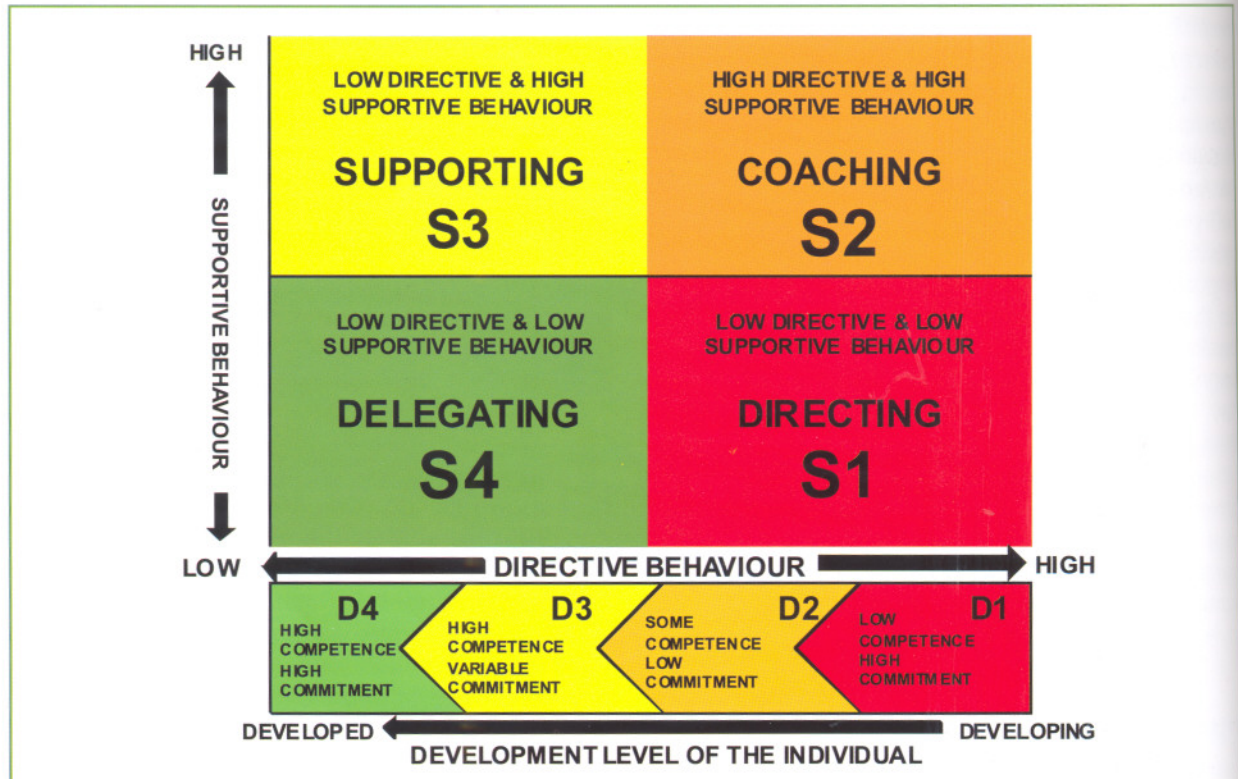 HIGH
LOW DIRECTIVE & HIGH
SUPPORTIVE BEHAVIOUR
SUPPORTING
S3
HIGH DIRECTIVE & HIGH
SUPPORTIVE BEHAVIOUR
COACHING
S2
SUPPORTIVE BEHAVIOUR
LOW DIRECTIVE & LOW
SUPPORTIVE BEHAVIOUR
DELEGATING
S4
LOW DIRECTIVE & LOW
SUPPORTIVE BEHAVIOUR
DIRECTING
S1
LOW
DIRECTIVE BEHAVIOUR
HIGH
D4
HIGH
COMPETENCE
HIGH
COMMITMENT
D3
HIGH
COMPETENCE
VARIABLE
COMMITMENT
D2
SOME
COMPETENCE
LOW
COMMITMENT
D1
LOW
COMPETENCE
HIGH
COMMITMENT
DEVELOPED
DEVELOPING
DEVELOPMENT LEVEL OF THE INDIVIDUAL